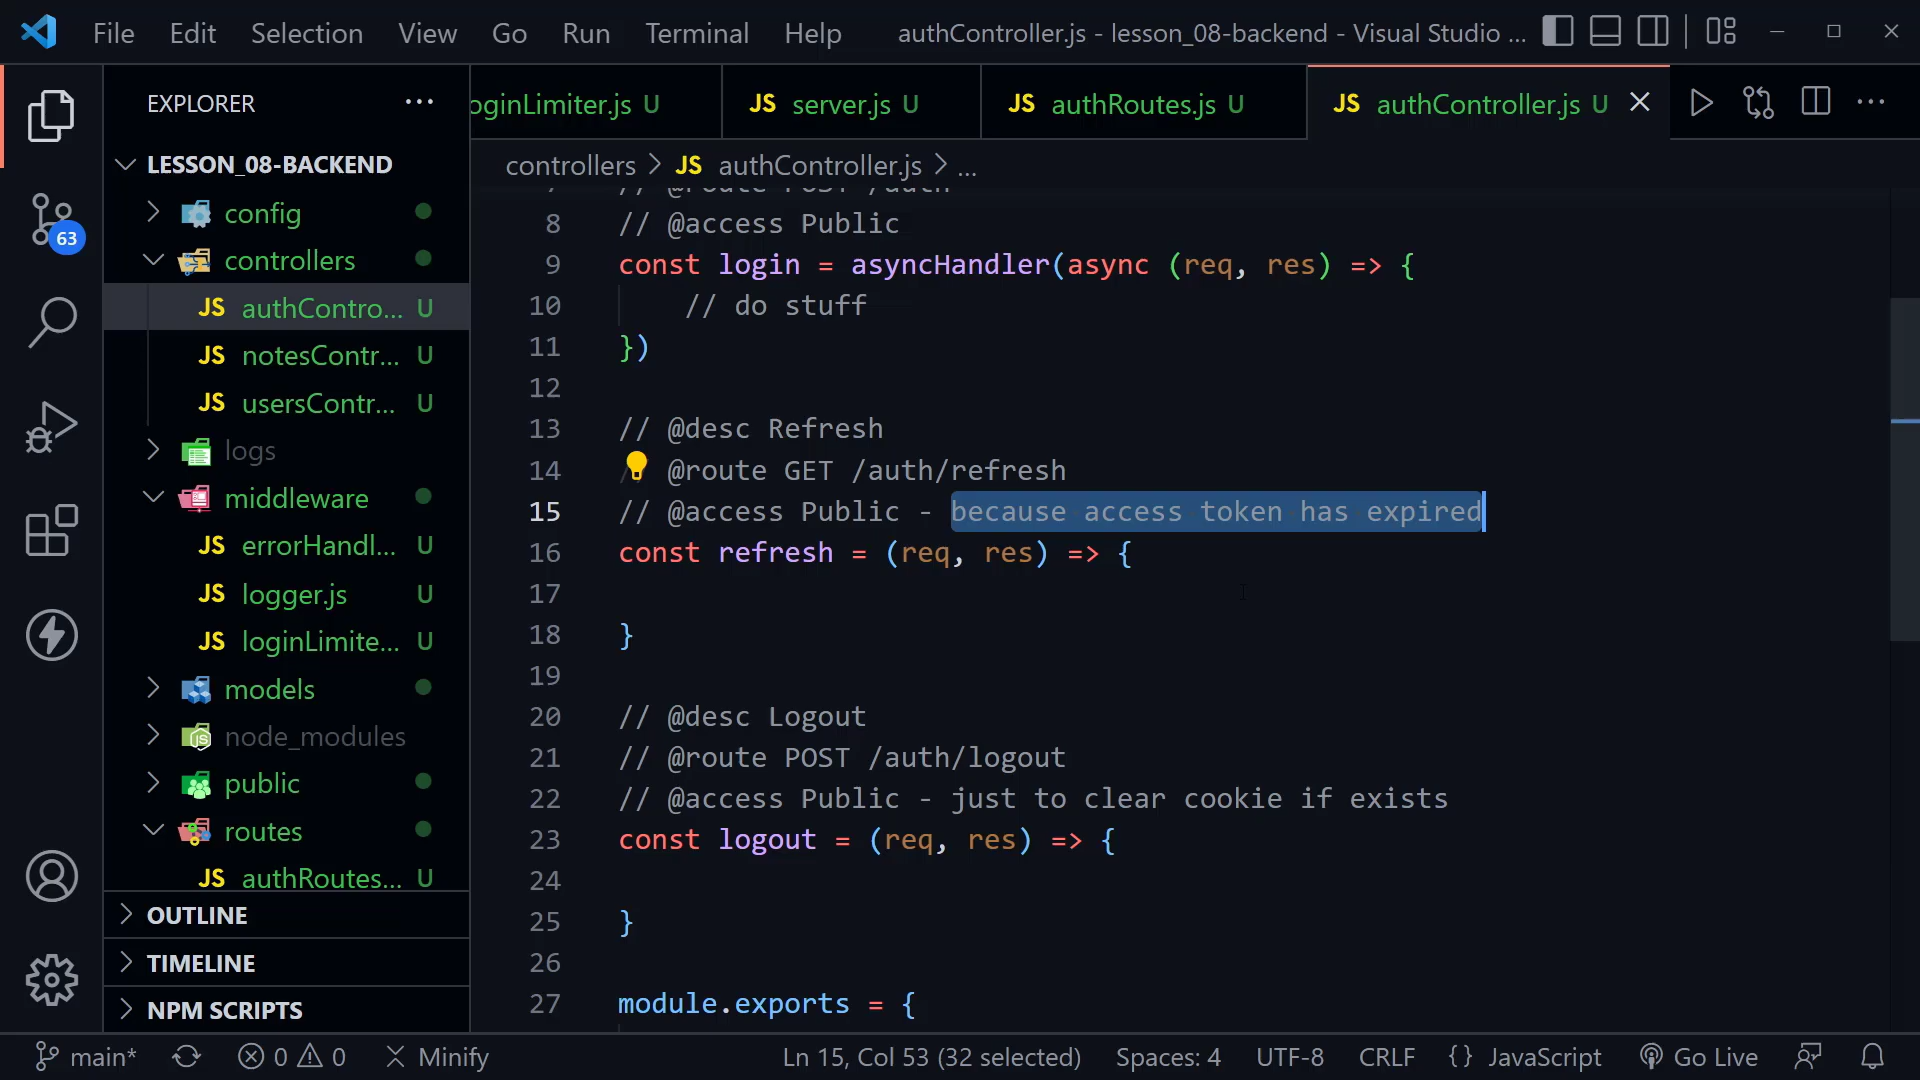 File Edit Selection View Go Run Terminal Help authController.js - lesson_08-backend - Visual Studio ...
EXPLORER
oginLimiter.js U
JS server.js U
JS authRoutes.js U
JS authController.js U
controllers > JS authController.js > ...
LESSON_08-BACKEND
config
controllers
JS authContro... U
JS notesContr... U
JS usersContr... U
logs
middleware
JS errorHandl... U
JS logger.js U
JS loginLimite... U
models
node_modules
public
routes
JS authRoutes... U
OUTLINE
TIMELINE
NPM SCRIPTS
63
7 // @route POST /auth
8 // @access Public
9 const login = asyncHandler(async (req, res) => {
10 // do stuff
11 })
12
13 // @desc Refresh
14 // @route GET /auth/refresh
15 // @access Public - because access token has expired
16 const refresh = (req, res) => {
17
18 }
19
20 // @desc Logout
21 // @route POST /auth/logout
22 // @access Public - just to clear cookie if exists
23 const logout = (req, res) => {
24
25 }
26
27 module.exports = {
main* 0 0 Minify Ln 15, Col 53 (32 selected) Spaces: 4 UTF-8 CRLF {} JavaScript Go Live